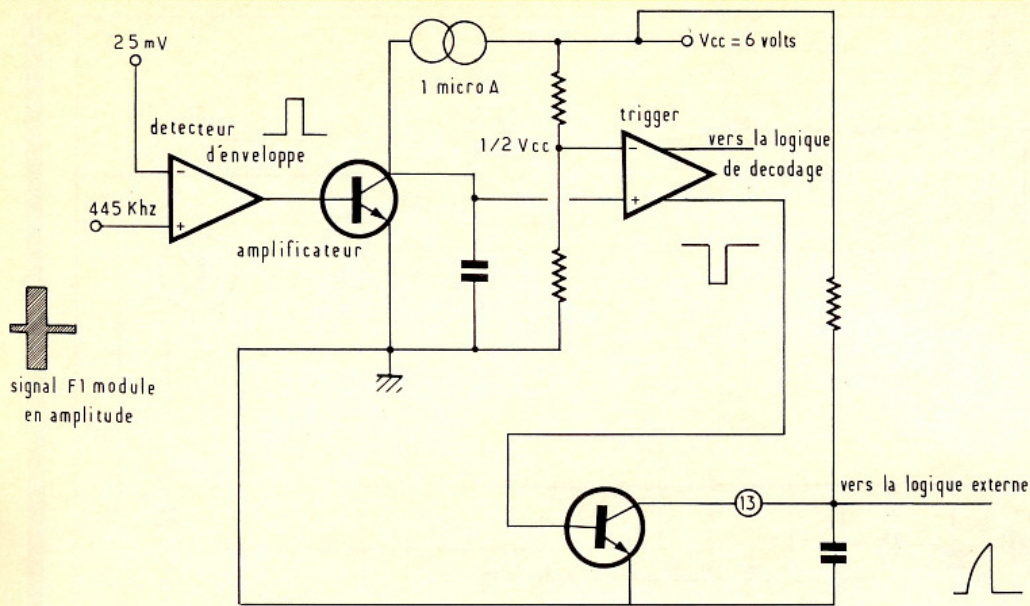 25 mV
detecteur
d'enveloppe
445 Khz
amplificateur
signal F1 module
en amplitude
1 micro A
Vcc = 6 volts
1/2 Vcc
trigger
vers la logique
de decodage
13
vers la logique externe